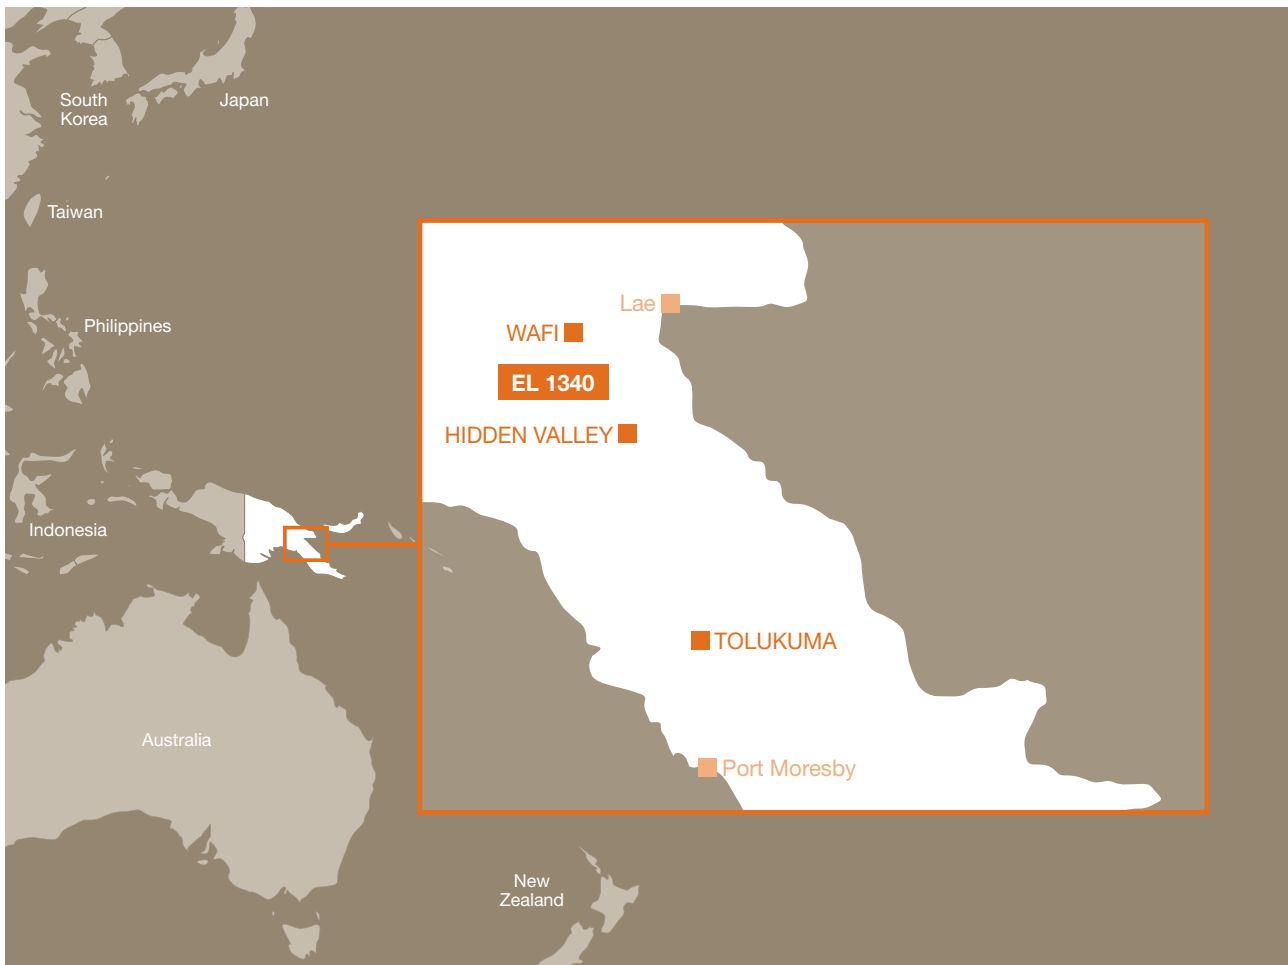 South
Korea
Japan
Taiwan
Philippines
Lae
WAFI
EL 1340
HIDDEN VALLEY
Indonesia
TOLUKUMA
Australia
Port Moresby
New
Zealand